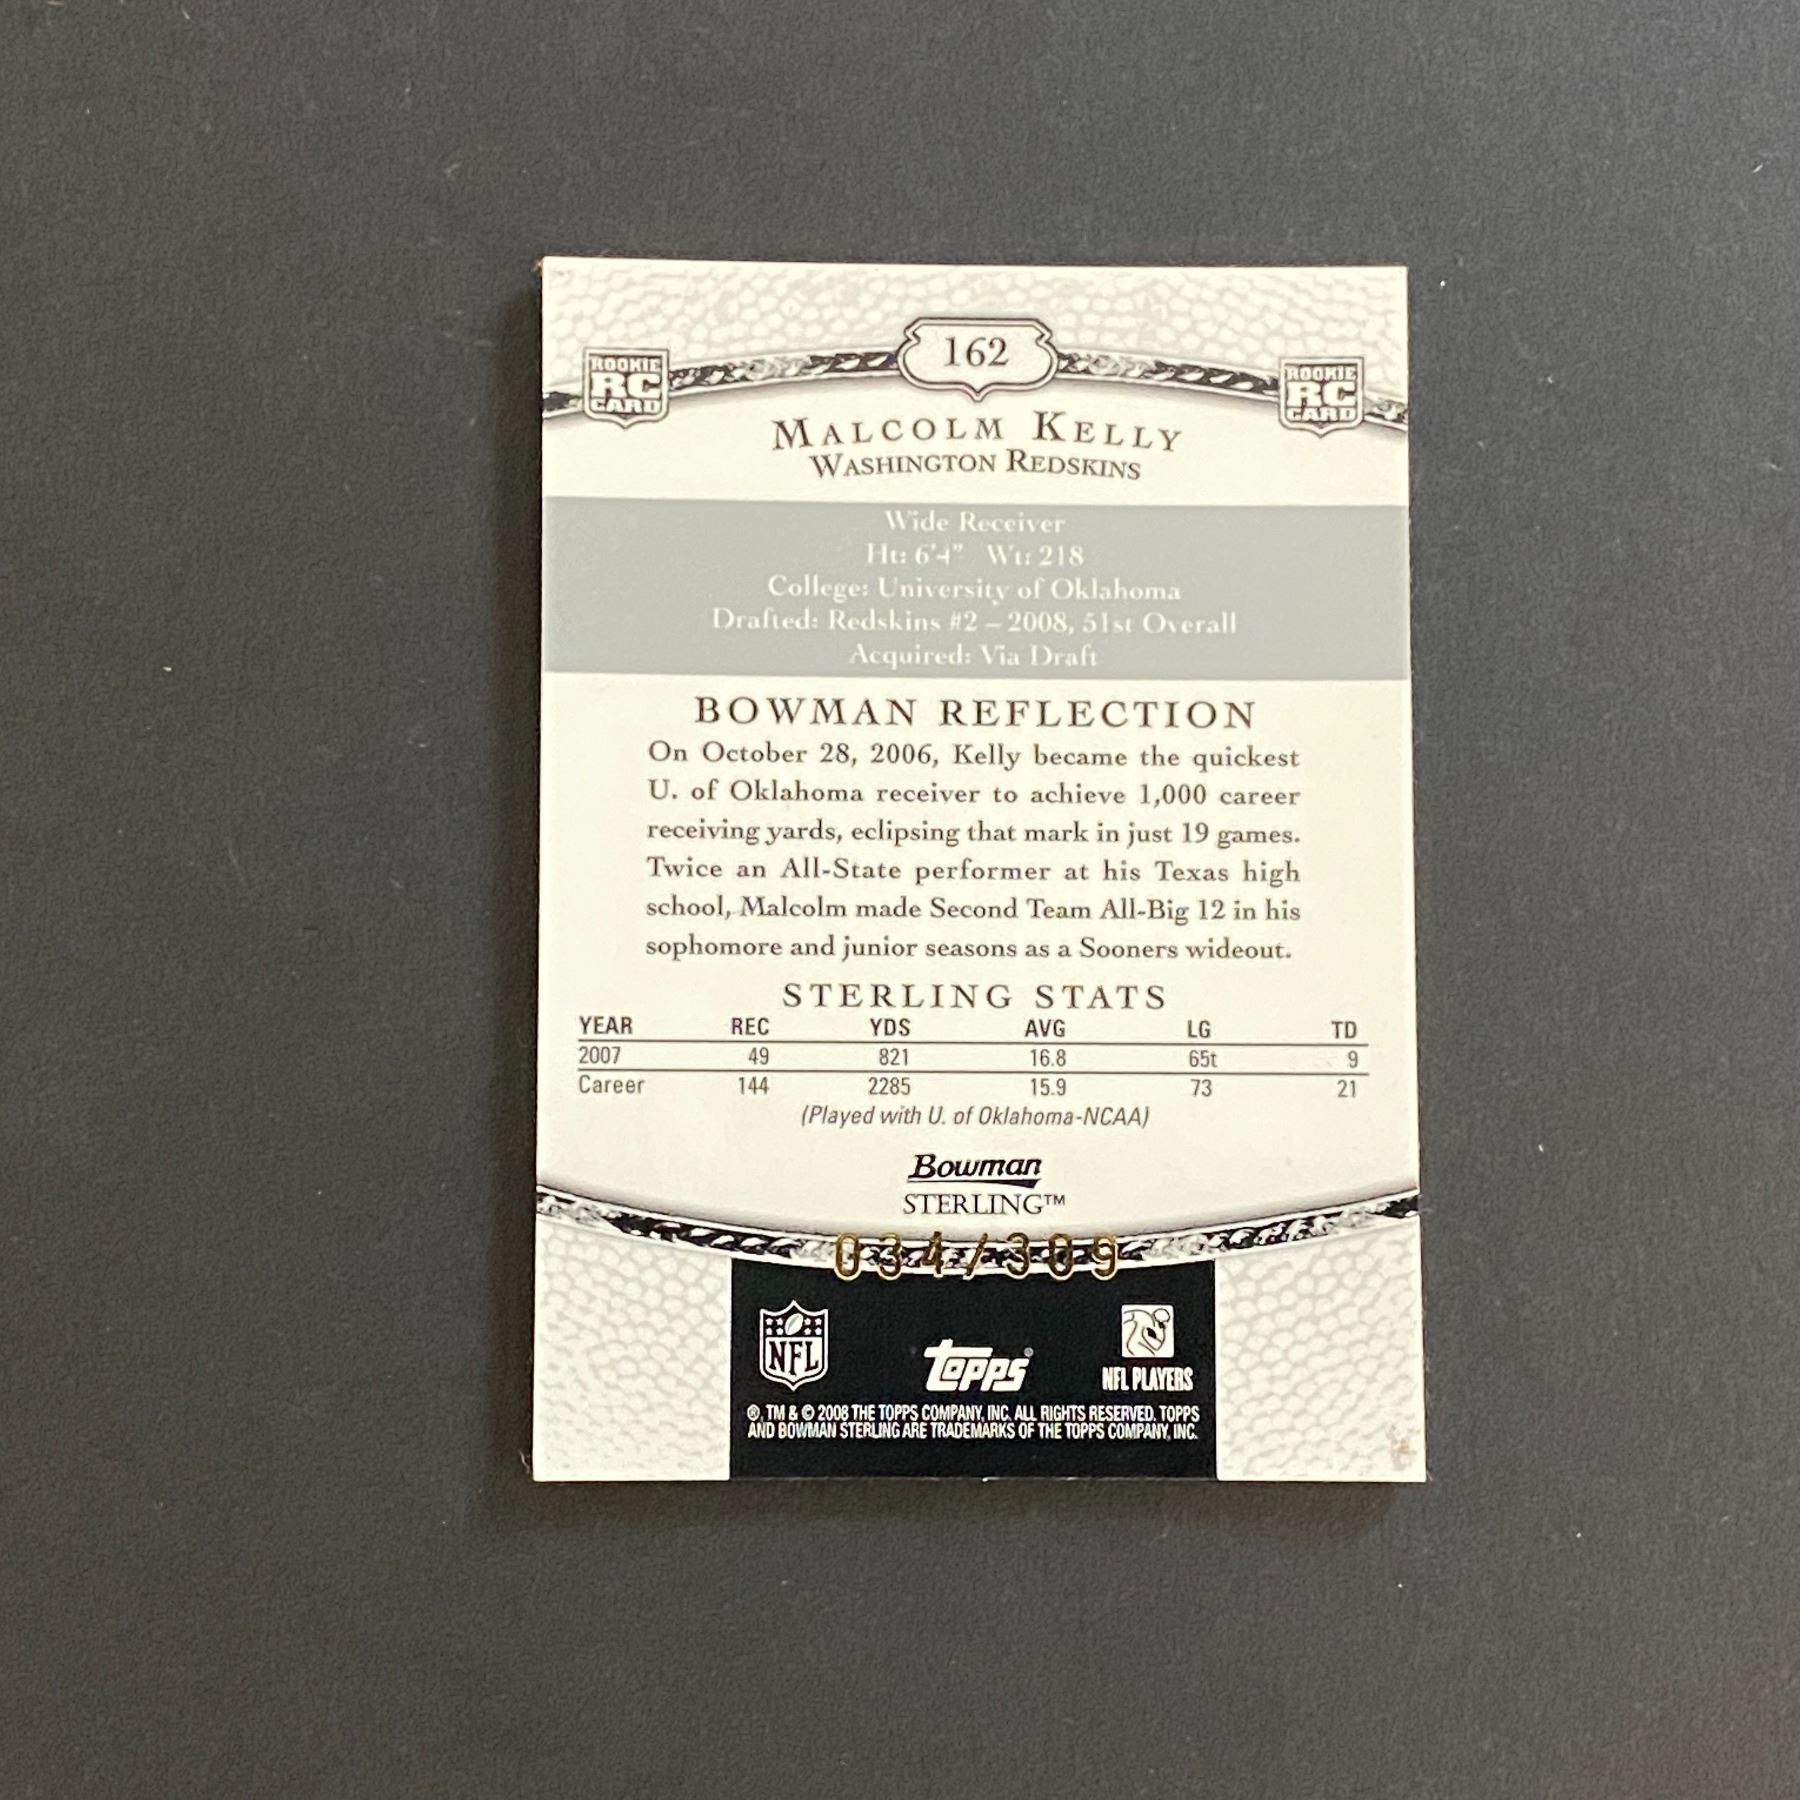 162
ROOKIE
RC
CARD
ROOKIE
RC
CARD
MALCOLM KELLY
WASHINGTON REDSKINS
Wide Receiver
Ht: 6'4" Wt: 218
College: University of Oklahoma
Drafted: Redskins #2 – 2008, 51st Overall
Acquired: Via Draft
BOWMAN REFLECTION
On October 28, 2006, Kelly became the quickest
U. of Oklahoma receiver to achieve 1,000 career
receiving yards, eclipsing that mark in just 19 games.
Twice an All-State performer at his Texas high
school, Malcolm made Second Team All-Big 12 in his
sophomore and junior seasons as a Sooners wideout.
STERLING STATS
YEAR REC YDS AVG LG TD
2007 49 821 16.8 65t 9
Career 144 2285 15.9 73 21
(Played with U. of Oklahoma-NCAA)
Bowman
STERLING™
034/309
NFL
Topps®
NFL PLAYERS
®, TM & © 2008 THE TOPPS COMPANY, INC. ALL RIGHTS RESERVED. TOPPS
AND BOWMAN STERLING ARE TRADEMARKS OF THE TOPPS COMPANY, INC.